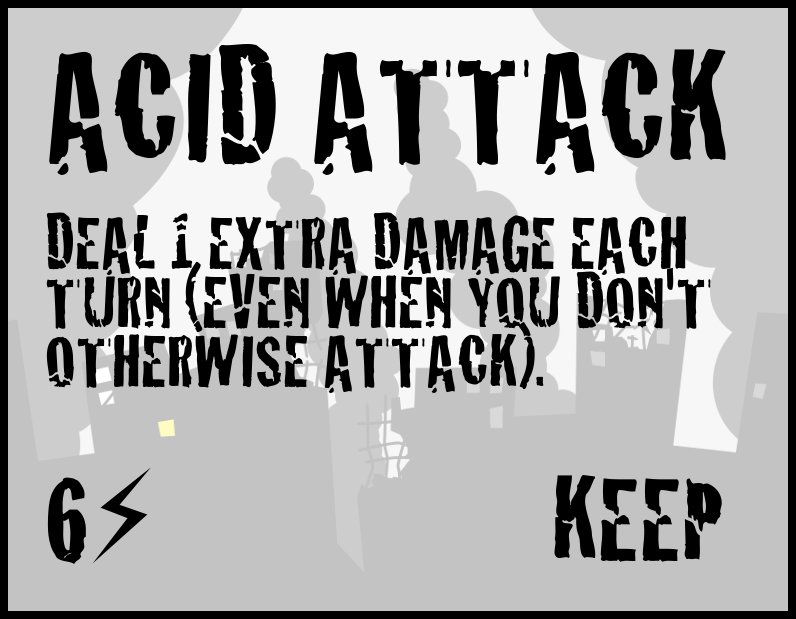 ACID ATTACK
DEAL 1 EXTRA DAMAGE EACH
TURN (EVEN WHEN YOU DON'T
OTHERWISE ATTACK).
6⚡ KEEP